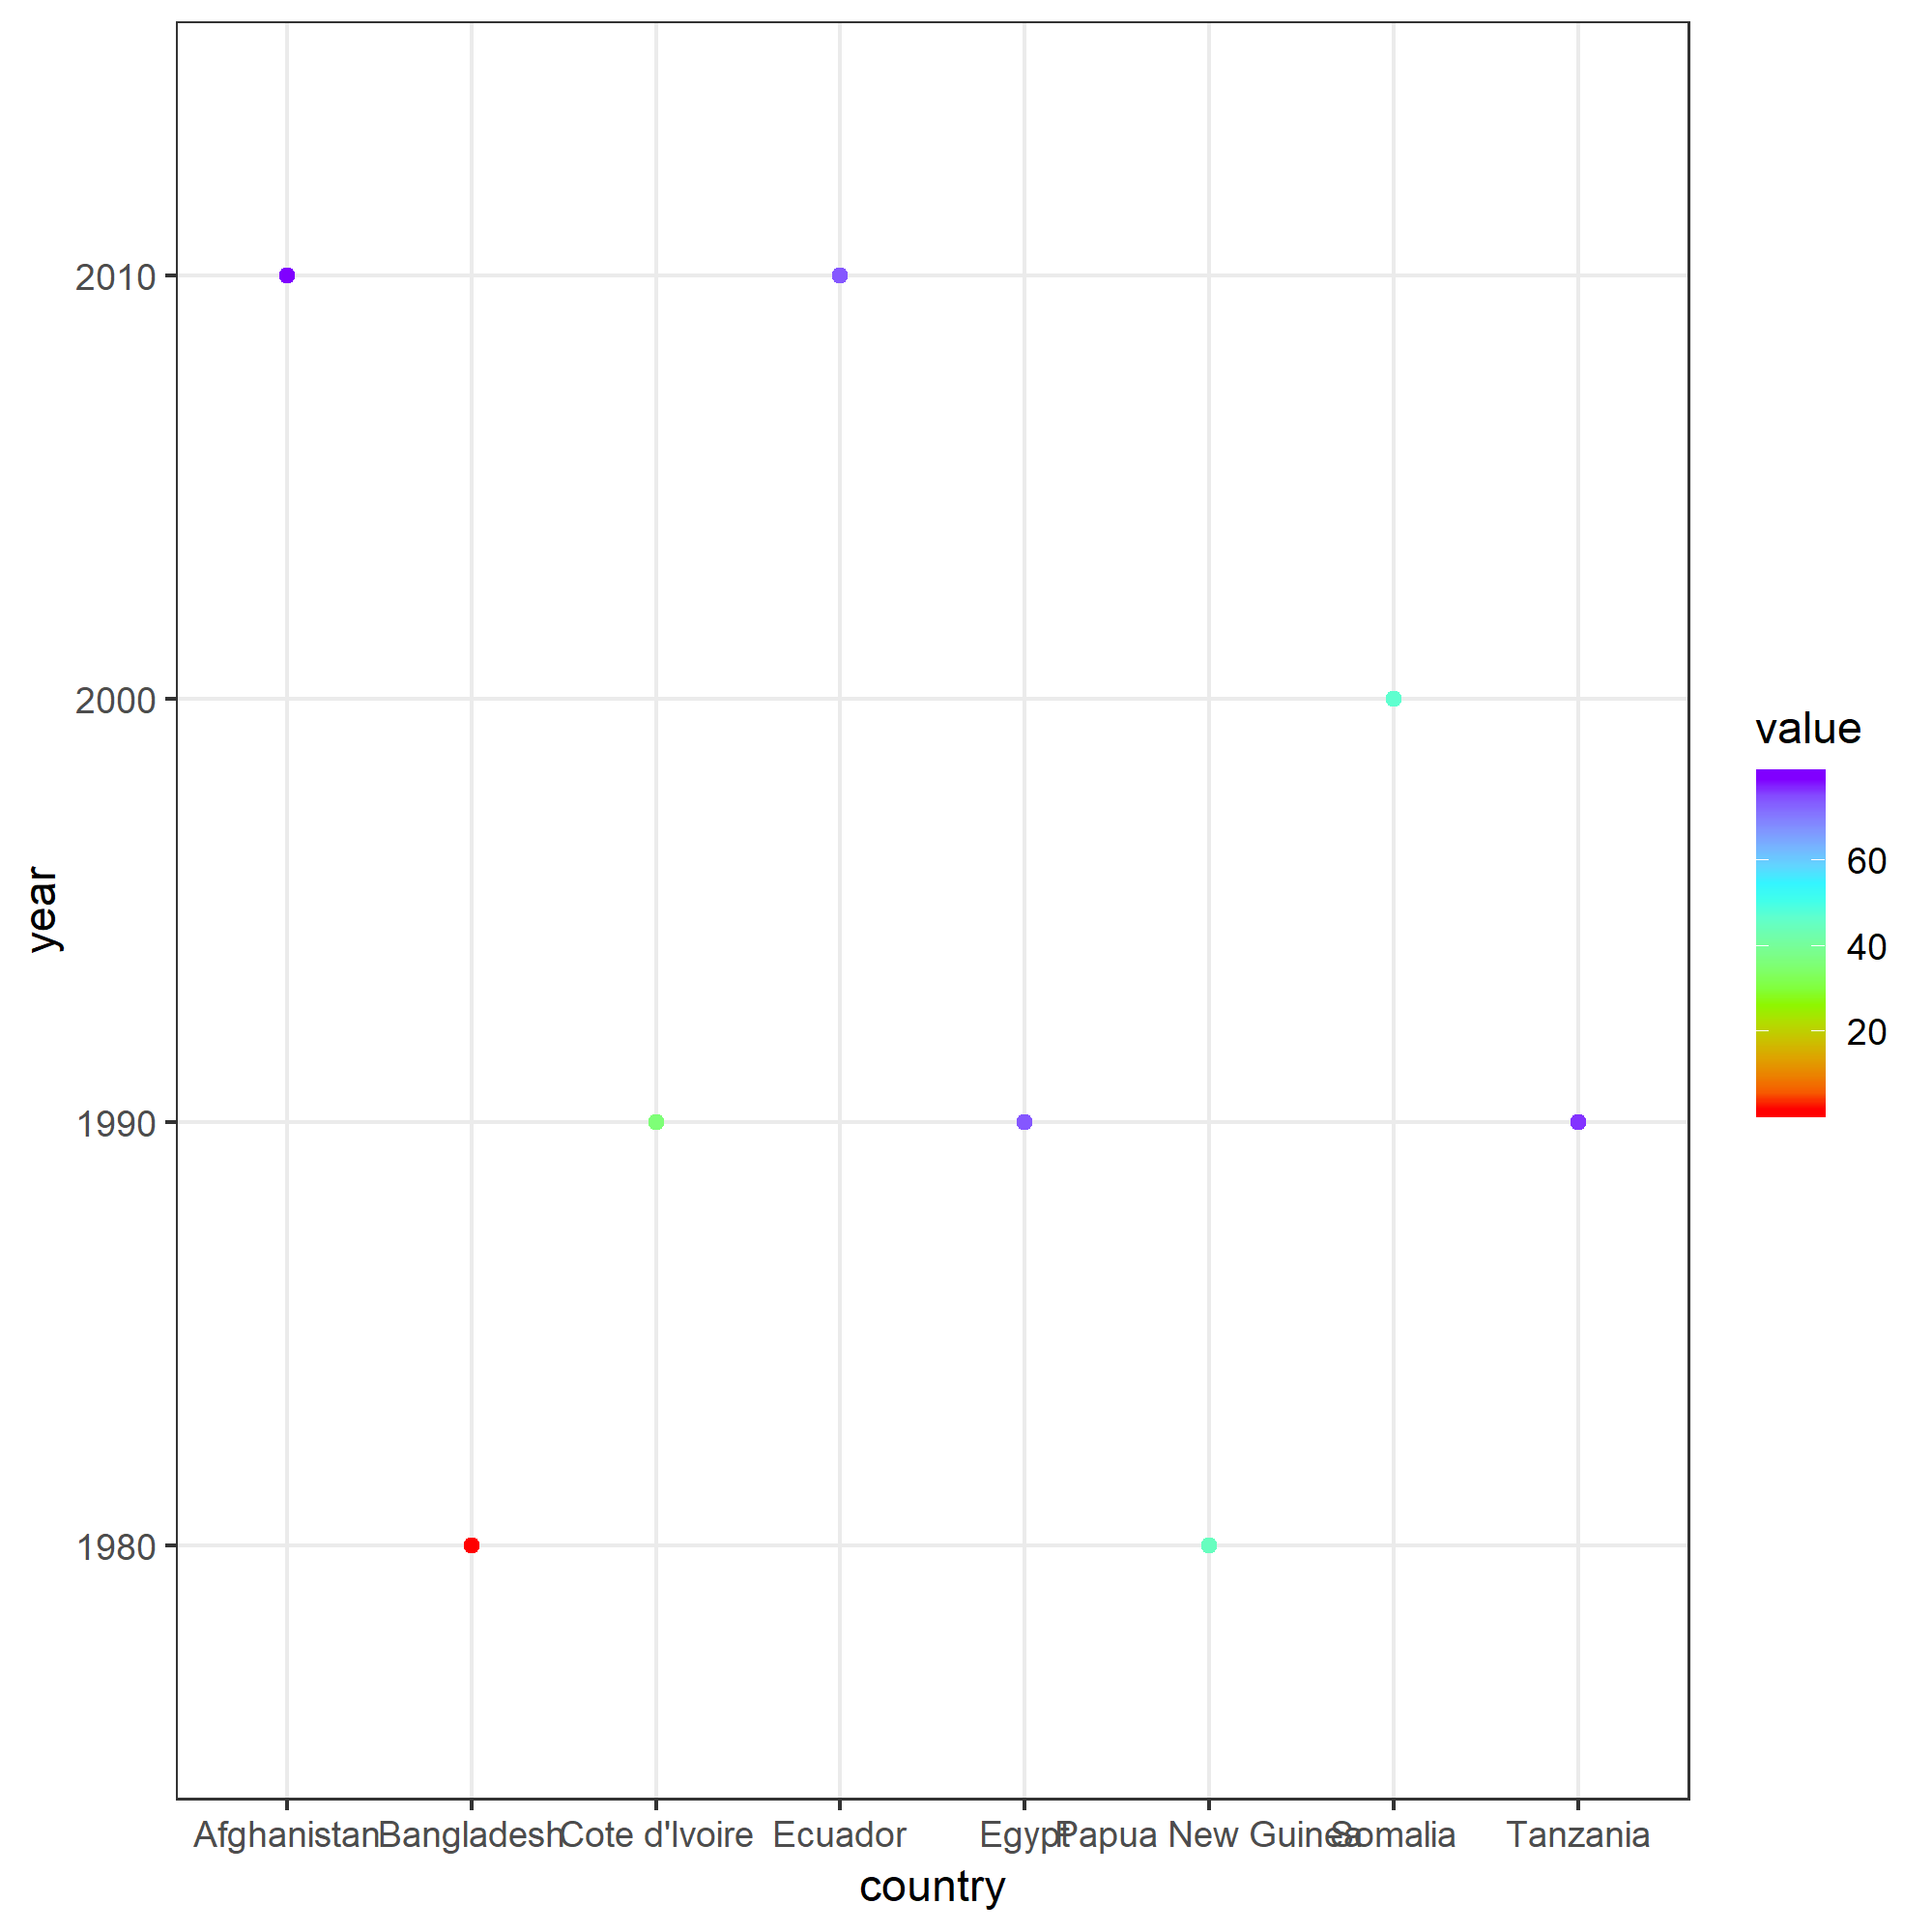 2010
2000
1990
1980
year
Afghanistan Bangladesh Cote d'Ivoire Ecuador Egypt Papua New Guinea Somalia Tanzania
country
value
60
40
20